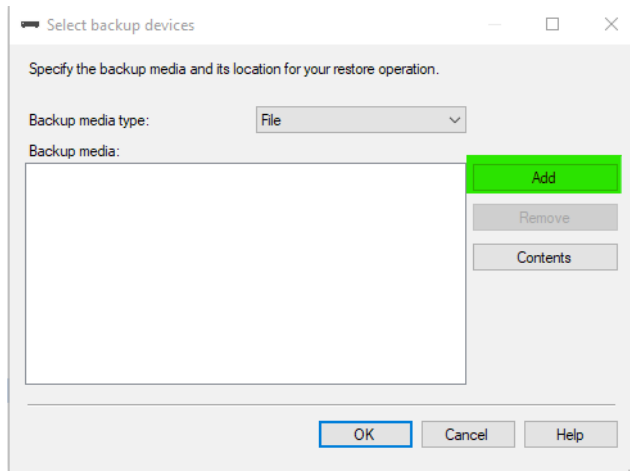 Select backup devices
Specify the backup media and its location for your restore operation.
Backup media type: File
Backup media:
Add
Remove
Contents
OK Cancel Help